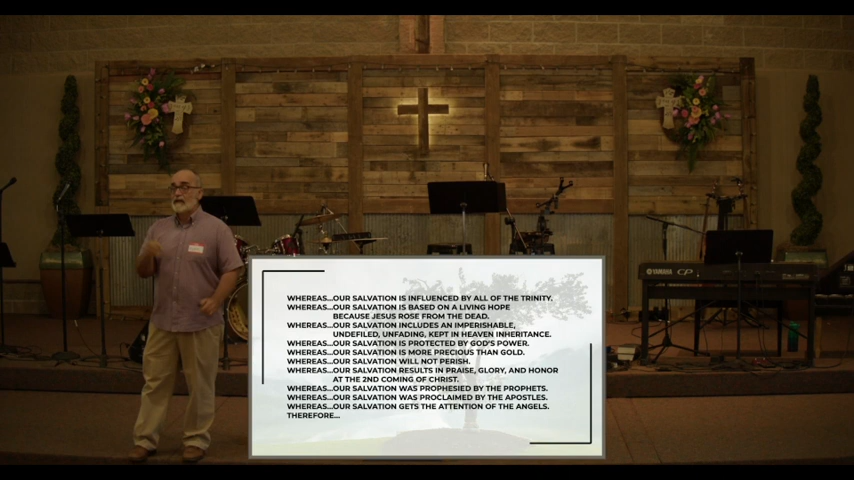 WHEREAS...OUR SALVATION IS INFLUENCED BY ALL OF THE TRINITY.
WHEREAS...OUR SALVATION IS BASED ON A LIVING HOPE
BECAUSE JESUS ROSE FROM THE DEAD.
WHEREAS...OUR SALVATION INCLUDES AN IMPERISHABLE,
UNDEFILED, UNFADING, KEPT IN HEAVEN INHERITANCE.
WHEREAS...OUR SALVATION IS PROTECTED BY GOD'S POWER.
WHEREAS...OUR SALVATION IS MORE PRECIOUS THAN GOLD.
WHEREAS...OUR SALVATION WILL NOT PERISH.
WHEREAS...OUR SALVATION RESULTS IN PRAISE, GLORY, AND HONOR
AT THE 2ND COMING OF CHRIST.
WHEREAS...OUR SALVATION WAS PROPHESIED BY THE PROPHETS.
WHEREAS...OUR SALVATION WAS PROCLAIMED BY THE APOSTLES.
WHEREAS...OUR SALVATION GETS THE ATTENTION OF THE ANGELS.
THEREFORE...
YAMAHA CP